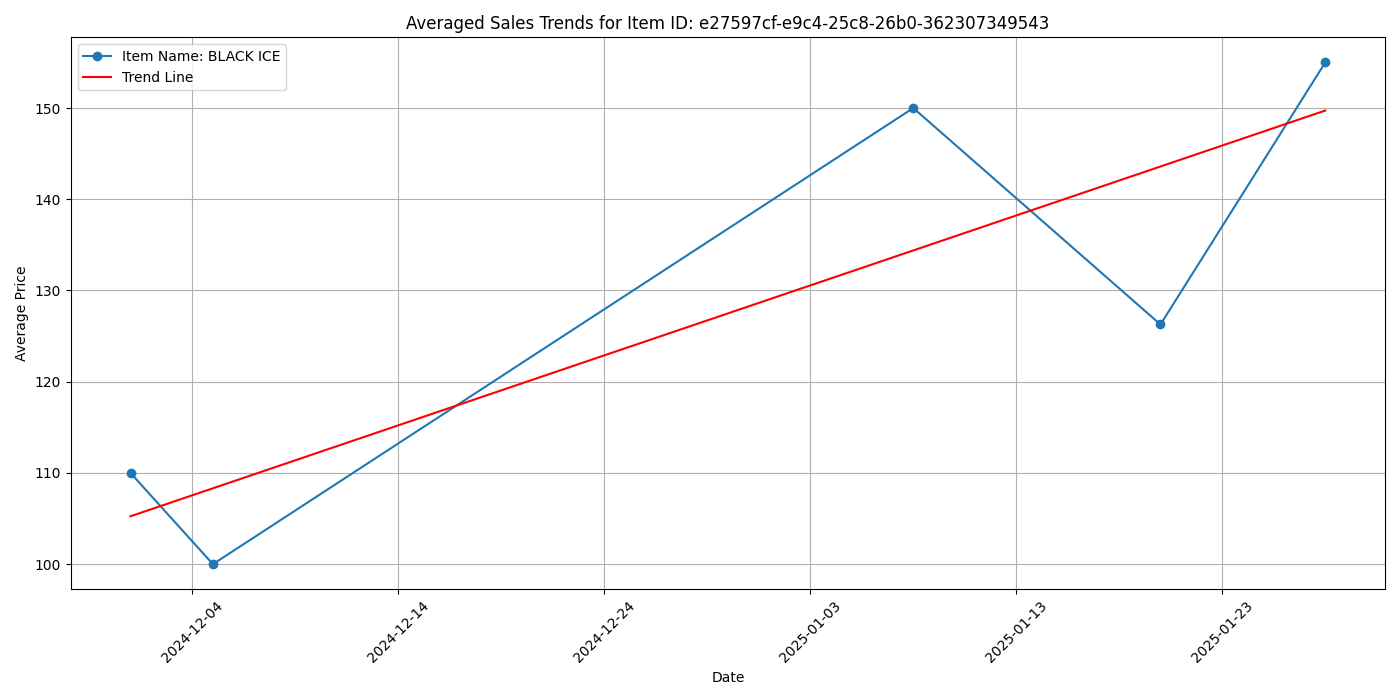 Averaged Sales Trends for Item ID: e27597cf-e9c4-25c8-26b0-362307349543
Item Name: BLACK ICE
Trend Line
Average Price
150
140
130
120
110
100
2024-12-04
2024-12-14
2024-12-24
2025-01-03
2025-01-13
2025-01-23
Date